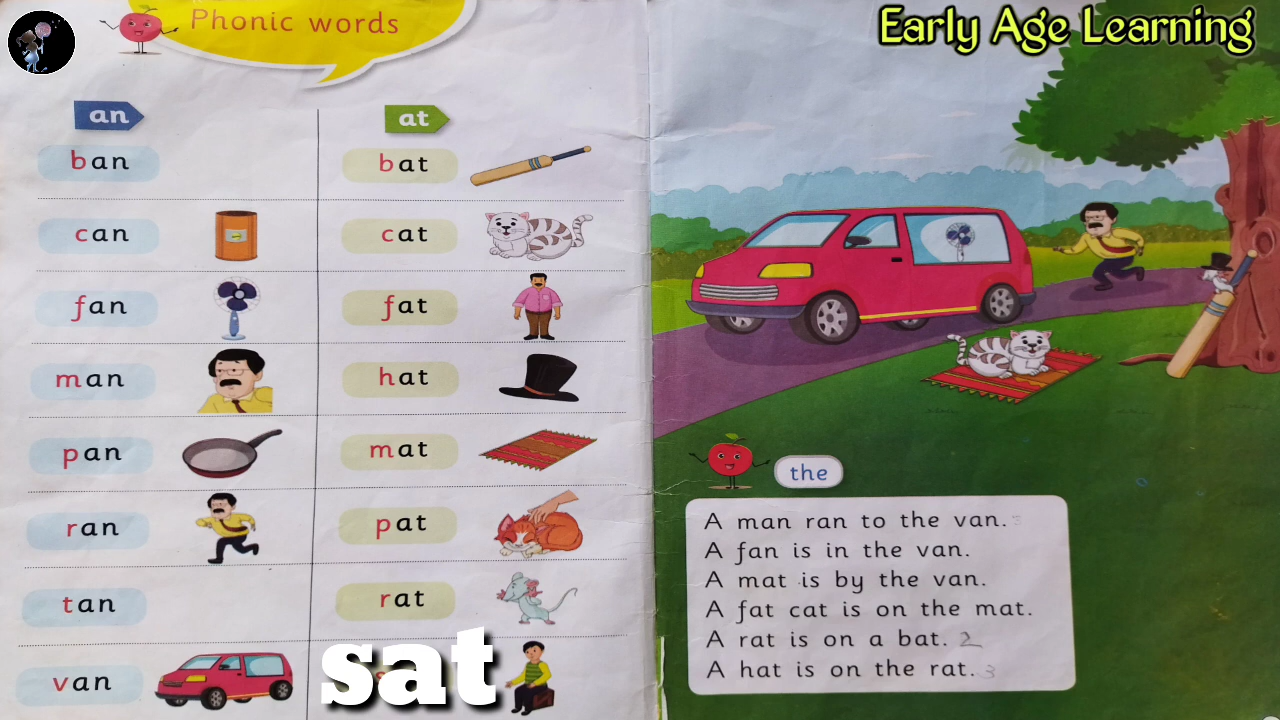 Phonic words
an
ban
can
fan
man
pan
ran
tan
van
at
bat
cat
fat
hat
mat
pat
rat
sat
Early Age Learning
the
A man ran to the van.
A fan is in the van.
A mat is by the van.
A fat cat is on the mat.
A rat is on a bat. 2
A hat is on the rat. 3